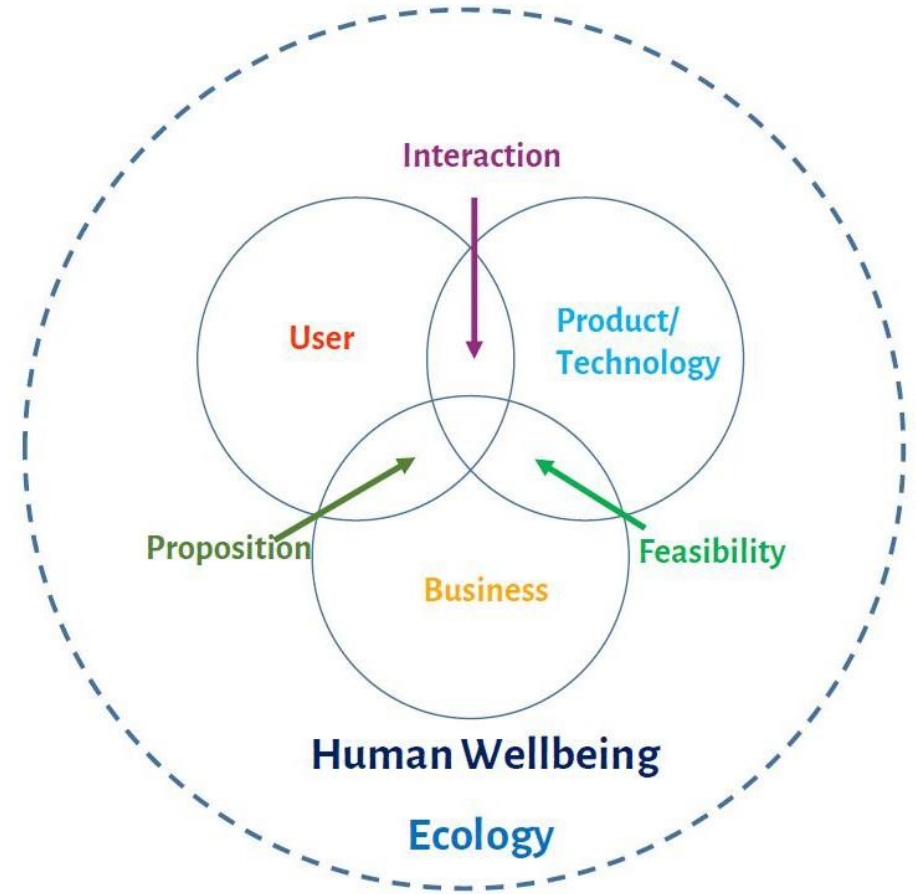 Interaction
User
Product/
Technology
Proposition
Feasibility
Business
Human Wellbeing
Ecology